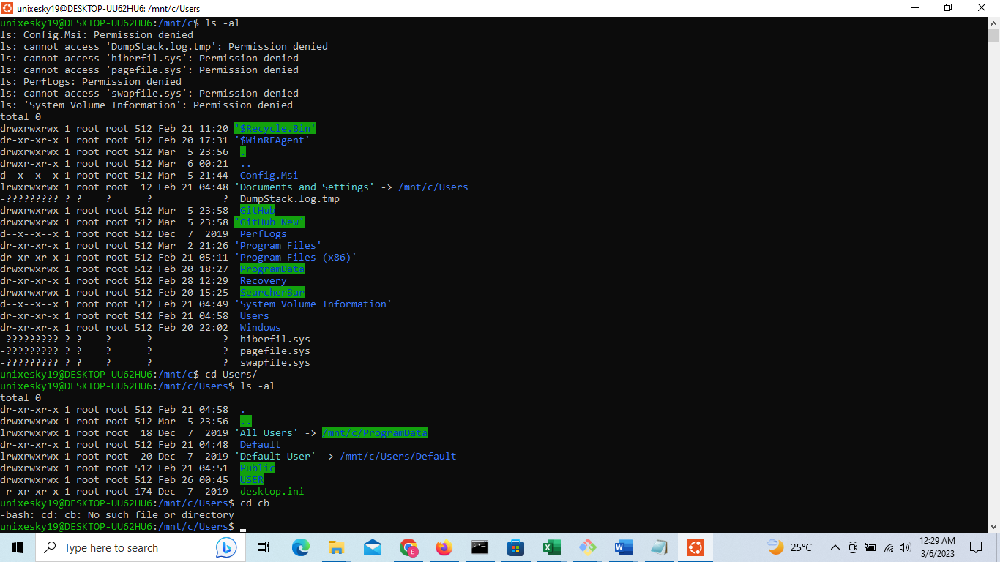 unixesky19@DESKTOP-UU62HU6: /mnt/c/Users
unixesky19@DESKTOP-UU62HU6:/mnt/c$ ls -al
ls: Config.Msi: Permission denied
ls: cannot access 'DumpStack.log.tmp': Permission denied
ls: cannot access 'hiberfil.sys': Permission denied
ls: cannot access 'pagefile.sys': Permission denied
ls: PerfLogs: Permission denied
ls: cannot access 'swapfile.sys': Permission denied
ls: 'System Volume Information': Permission denied
total 0
drwxrwxrwx 1 root root 512 Feb 21 11:20 '$Recycle.Bin'
dr-xr-xr-x 1 root root 512 Feb 20 17:31 '$WinREAgent'
drwxrwxrwx 1 root root 512 Mar  5 23:56  .
drwxr-xr-x 1 root root 512 Mar  6 00:21  ..
d--x--x--x 1 root root 512 Mar  5 21:44  Config.Msi
lrwxrwxrwx 1 root root  12 Feb 21 04:48 'Documents and Settings' -> /mnt/c/Users
-????????? ? ?    ?      ?            ?  DumpStack.log.tmp
drwxrwxrwx 1 root root 512 Mar  5 23:58  GitHub
drwxrwxrwx 1 root root 512 Mar  5 23:58 'GitHub New'
d--x--x--x 1 root root 512 Dec  7  2019  PerfLogs
dr-xr-xr-x 1 root root 512 Mar  2 21:26 'Program Files'
dr-xr-xr-x 1 root root 512 Feb 21 05:11 'Program Files (x86)'
drwxrwxrwx 1 root root 512 Feb 20 18:27  ProgramData
dr-xr-xr-x 1 root root 512 Feb 28 12:29  Recovery
drwxrwxrwx 1 root root 512 Feb 20 15:25  SearcherBar
d--x--x--x 1 root root 512 Feb 21 04:49 'System Volume Information'
dr-xr-xr-x 1 root root 512 Feb 21 04:58  Users
dr-xr-xr-x 1 root root 512 Feb 20 22:02  Windows
-????????? ? ?    ?      ?            ?  hiberfil.sys
-????????? ? ?    ?      ?            ?  pagefile.sys
-????????? ? ?    ?      ?            ?  swapfile.sys
unixesky19@DESKTOP-UU62HU6:/mnt/c$ cd Users/
unixesky19@DESKTOP-UU62HU6:/mnt/c/Users$ ls -al
total 0
dr-xr-xr-x 1 root root 512 Feb 21 04:58  .
drwxrwxrwx 1 root root 512 Mar  5 23:56  ..
lrwxrwxrwx 1 root root  18 Dec  7  2019 'All Users' -> /mnt/c/ProgramData
dr-xr-xr-x 1 root root 512 Feb 21 04:48  Default
lrwxrwxrwx 1 root root  20 Dec  7  2019 'Default User' -> /mnt/c/Users/Default
drwxrwxrwx 1 root root 512 Feb 21 04:51  Public
drwxrwxrwx 1 root root 512 Feb 26 00:45  USER
-r-xr-xr-x 1 root root 174 Dec  7  2019  desktop.ini
unixesky19@DESKTOP-UU62HU6:/mnt/c/Users$ cd cb
-bash: cd: cb: No such file or directory
unixesky19@DESKTOP-UU62HU6:/mnt/c/Users$
Type here to search
25°C
12:29 AM
3/6/2023